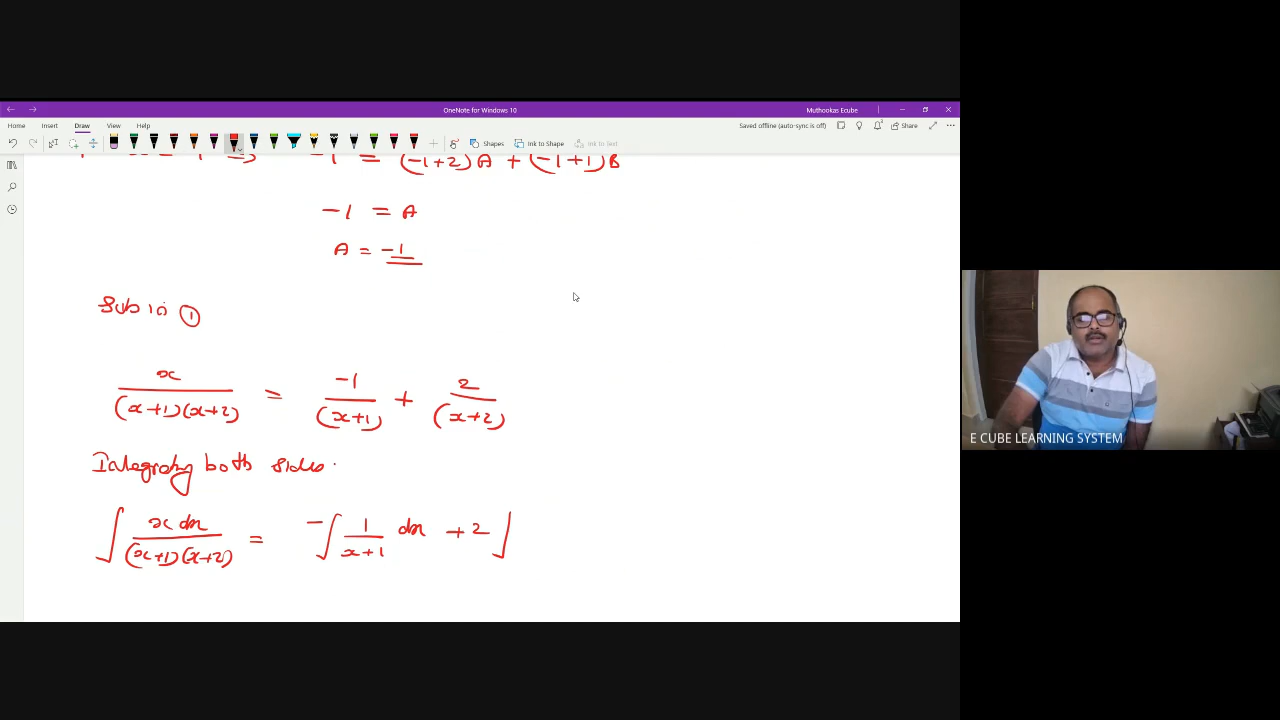 OneNote for Windows 10
Muthookas Ecube
Home Insert Draw View Help
Saved offline (auto-sync is off)
Share
Shapes
Ink to Shape
Ink to Text
-1 = (-1+2)A + (-1+1)B
-1 = A
A = -1
Sub in ①
x/((x+1)(x+2)) = -1/(x+1) + 2/(x+2)
Integrating both sides.
∫ x dx/((x+1)(x+2)) = -∫ 1/(x+1) dx + 2 ∫
E CUBE LEARNING SYSTEM